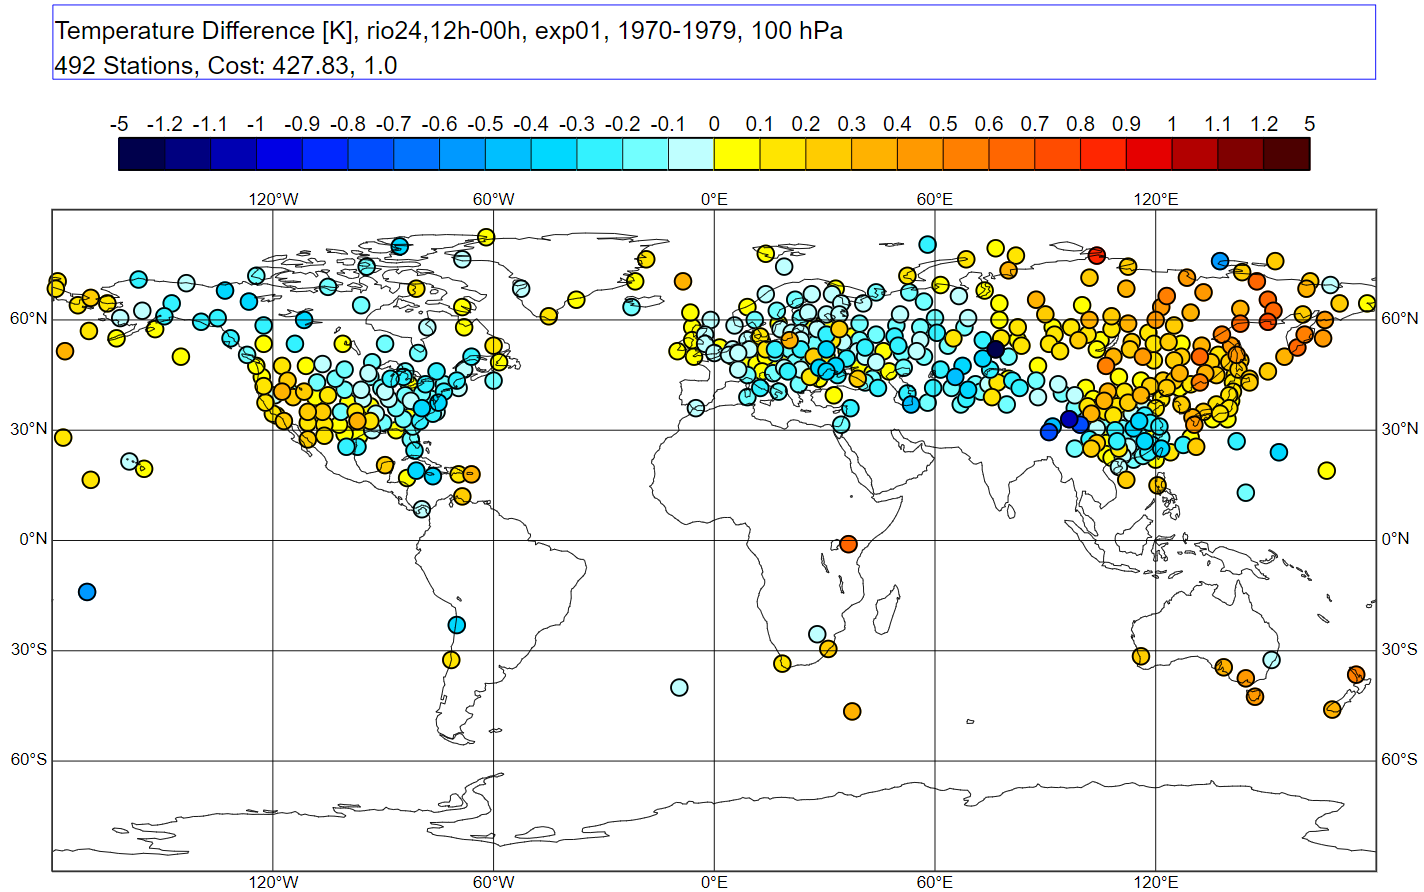 Temperature Difference [K], rio24,12h-00h, exp01, 1970-1979, 100 hPa
492 Stations, Cost: 427.83, 1.0
-5 -1.2 -1.1 -1 -0.9 -0.8 -0.7 -0.6 -0.5 -0.4 -0.3 -0.2 -0.1 0 0.1 0.2 0.3 0.4 0.5 0.6 0.8 0.9 1 1.1 1.2 5
120°W 60°W 0°E 60°E 120°E
60°N 60°N
30°N 30°N
0°N 0°N
30°S 30°S
60°S 60°S
120°W 60°W 0°E 60°E 120°E